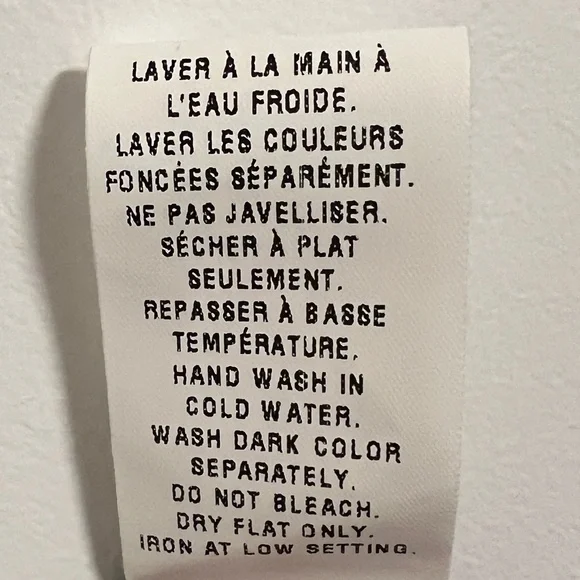 LAVER À LA MAIN À
L'EAU FROIDE.
LAVER LES COULEURS
FONCÉES SÉPARÉMENT.
NE PAS JAVELLISER.
SÉCHER À PLAT
SEULEMENT.
REPASSER À BASSE
TEMPÉRATURE.
HAND WASH IN
COLD WATER.
WASH DARK COLOR
SEPARATELY.
DO NOT BLEACH.
DRY FLAT ONLY.
IRON AT LOW SETTING.